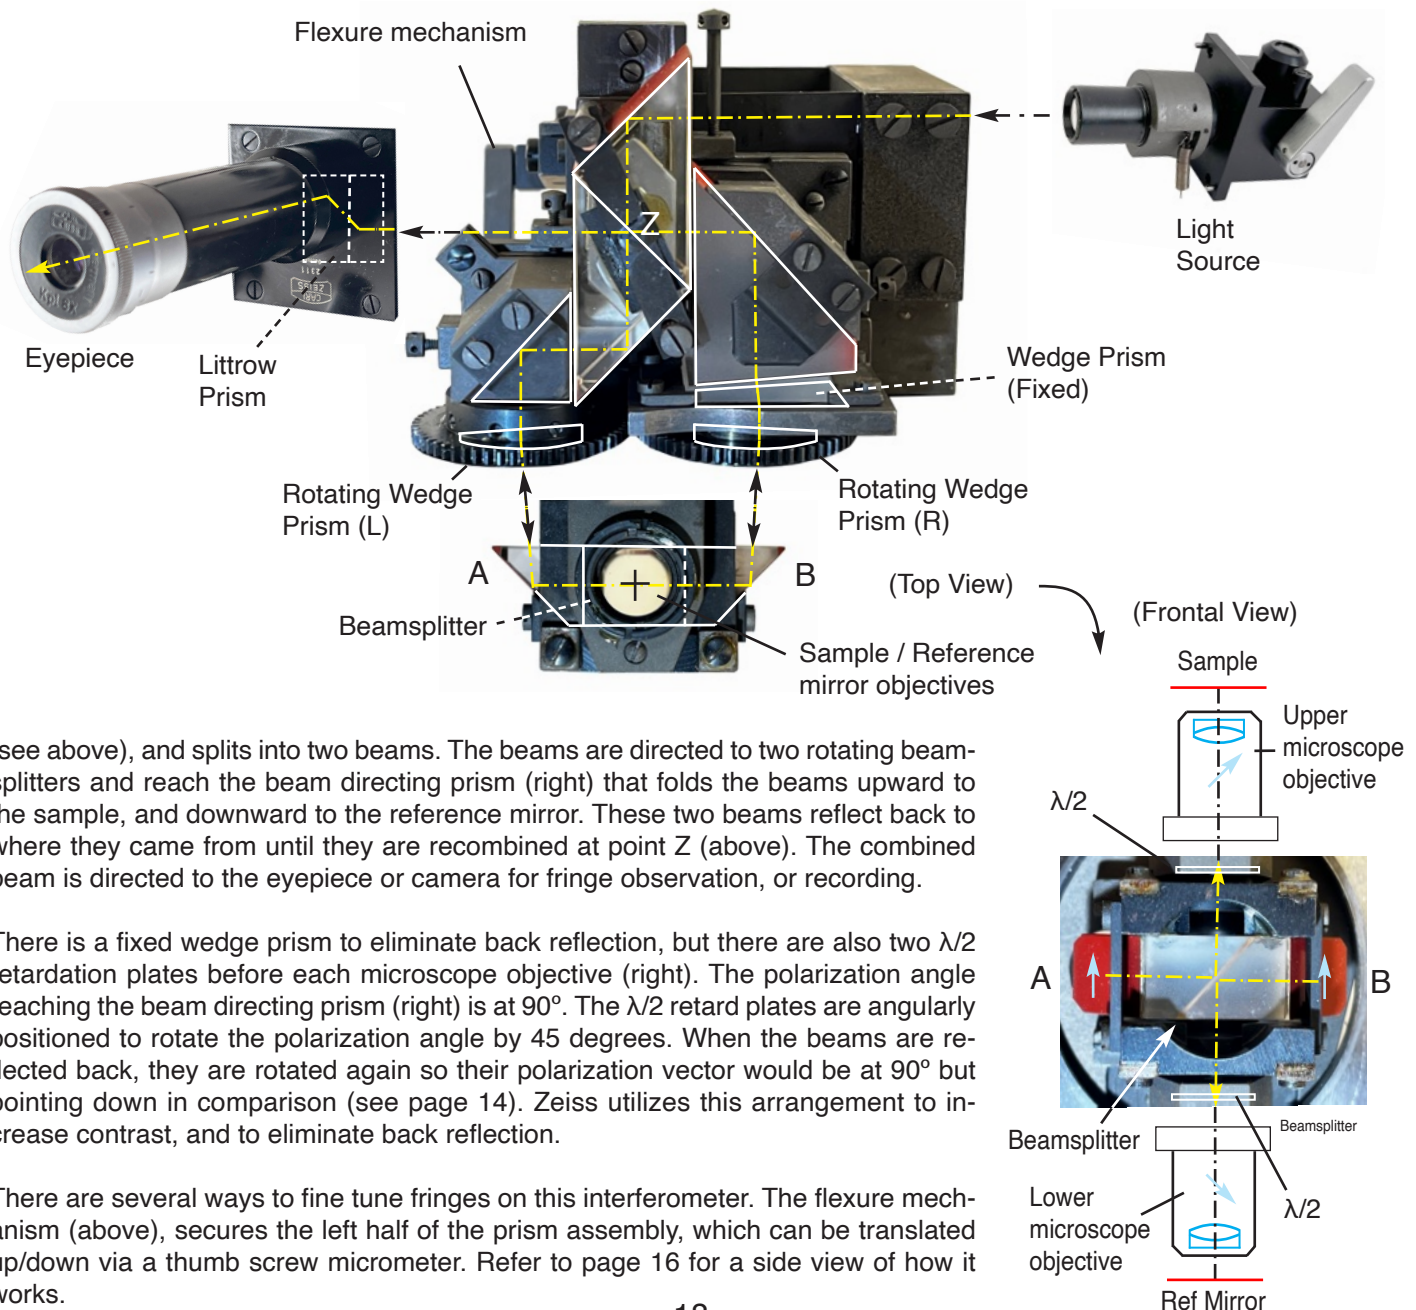 Flexure mechanism
Light
Source
Z
Eyepiece
Littrow
Prism
Wedge Prism
(Fixed)
Rotating Wedge
Prism (L)
Rotating Wedge
Prism (R)
A
B
Beamsplitter
Sample / Reference
mirror objectives
(Top View)
(Frontal View)
Sample
Upper
microscope
objective
λ/2
A
B
Beamsplitter
Beamsplitter
λ/2
Lower
microscope
objective
Ref Mirror
CARL
ZEISS
2311
Kpl 8x
see above), and splits into two beams. The beams are directed to two rotating beam-
splitters and reach the beam directing prism (right) that folds the beams upward to
the sample, and downward to the reference mirror. These two beams reflect back to
where they came from until they are recombined at point Z (above). The combined
beam is directed to the eyepiece or camera for fringe observation, or recording.
There is a fixed wedge prism to eliminate back reflection, but there are also two λ/2
retardation plates before each microscope objective (right). The polarization angle
reaching the beam directing prism (right) is at 90º. The λ/2 retard plates are angularly
positioned to rotate the polarization angle by 45 degrees. When the beams are re-
flected back, they are rotated again so their polarization vector would be at 90º but
pointing down in comparison (see page 14). Zeiss utilizes this arrangement to in-
crease contrast, and to eliminate back reflection.
There are several ways to fine tune fringes on this interferometer. The flexure mech-
anism (above), secures the left half of the prism assembly, which can be translated
up/down via a thumb screw micrometer. Refer to page 16 for a side view of how it
works.